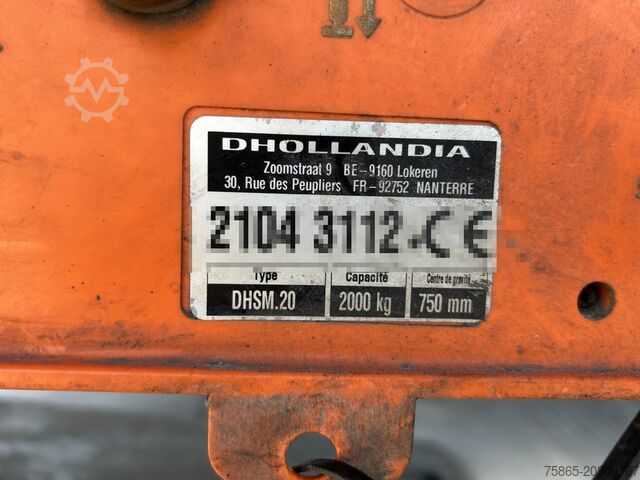 DHOLLANDIA
Zoomstraat 9 BE-9160 Lokeren
30, Rue des Peupliers FR-92752 NANTERRE
2104 3112-C €
Type Capacité Centre de gravité
DHSM.20 2000 kg 750 mm